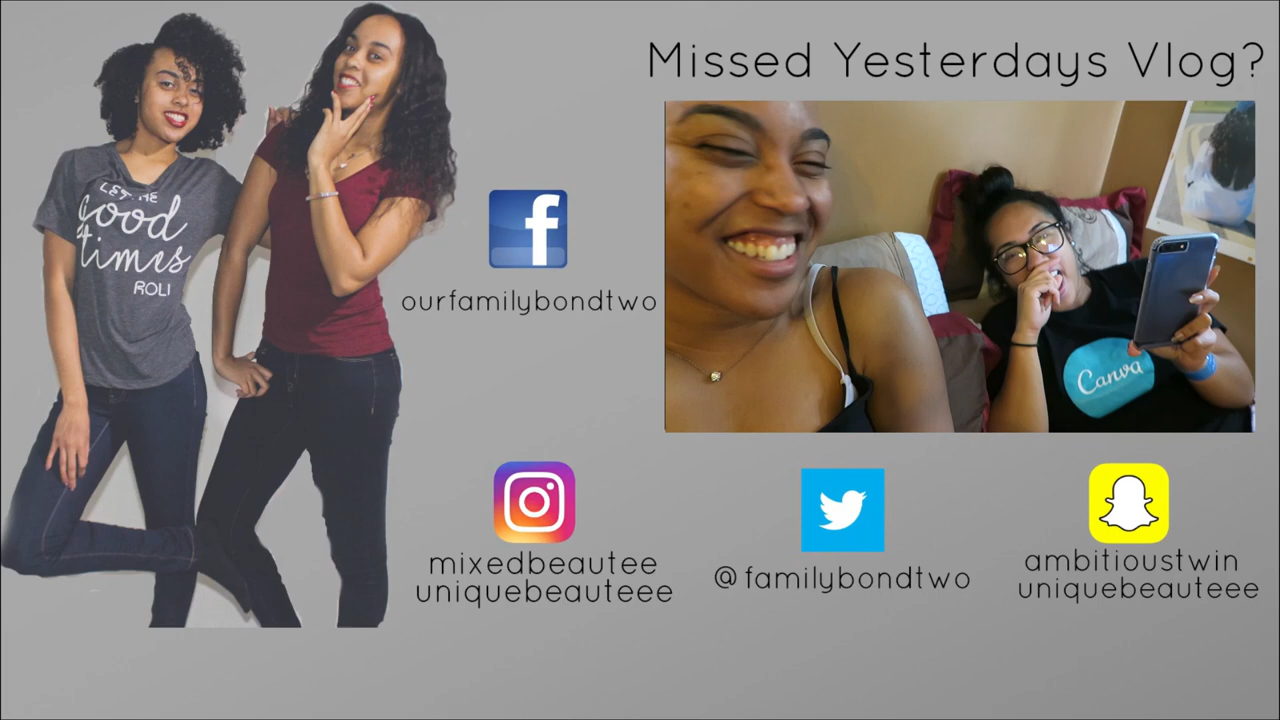 Missed Yesterdays Vlog?
LET THE
Good
times
ROLL
Canva
f
ourfamilybondtwo
mixedbeautee
uniquebeauteee
@familybondtwo
ambitioustwin
uniquebeauteee